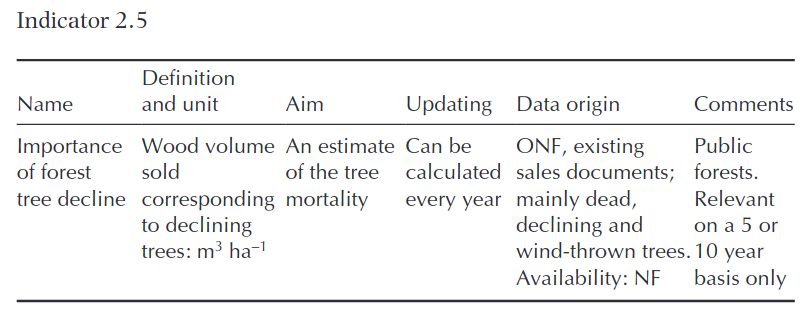 Indicator 2.5
Definition
Name and unit Aim Updating Data origin Comments
Importance Wood volume An estimate Can be ONF, existing Public
of forest sold of the tree calculated sales documents; forests.
tree decline corresponding mortality every year mainly dead, Relevant
to declining declining and on a 5 or
trees: m³ ha⁻¹ wind-thrown trees. 10 year
Availability: NF basis only